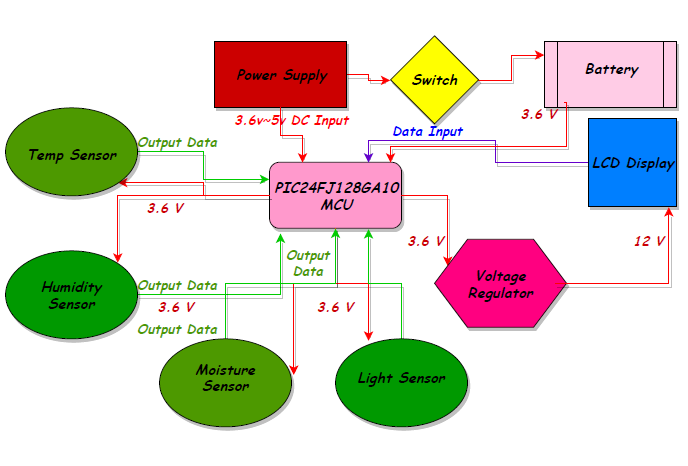 Power Supply
Switch
Battery
3.6v~5v DC Input
3.6 V
Data Input
Output Data
Temp Sensor
LCD Display
PIC24FJ128GA10
MCU
3.6 V
3.6 V
12 V
Output
Data
Voltage
Regulator
Humidity
Sensor
Output Data
3.6 V
3.6 V
Output Data
Moisture
Sensor
Light Sensor